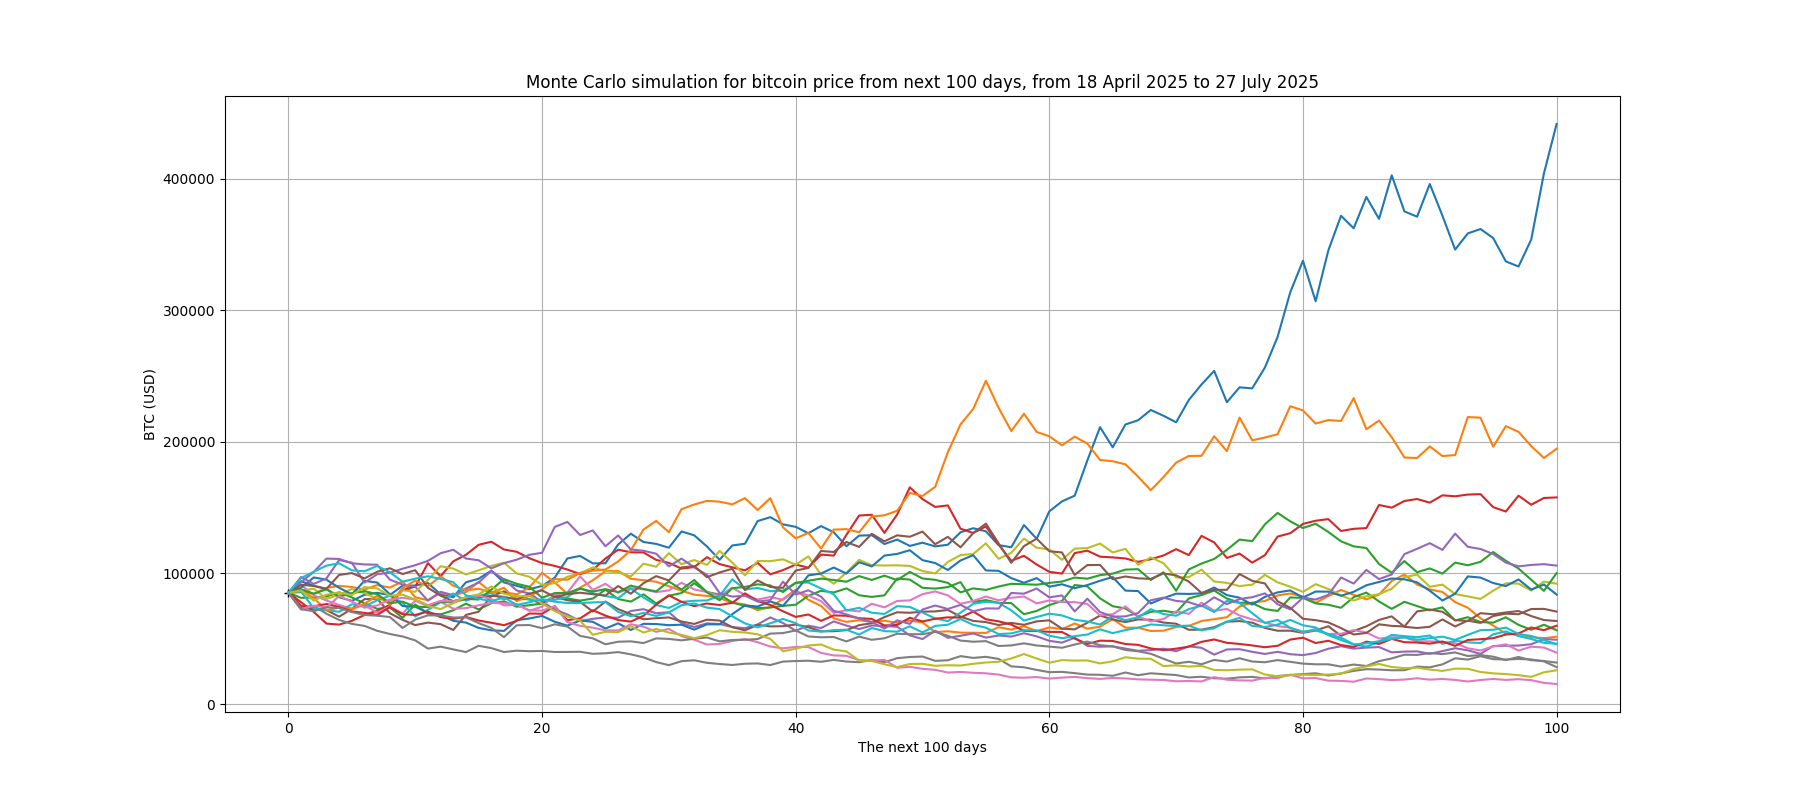 Monte Carlo simulation for bitcoin price from next 100 days, from 18 April 2025 to 27 July 2025
400000
300000
200000
100000
0
BTC (USD)
0 20 40 60 80 100
The next 100 days